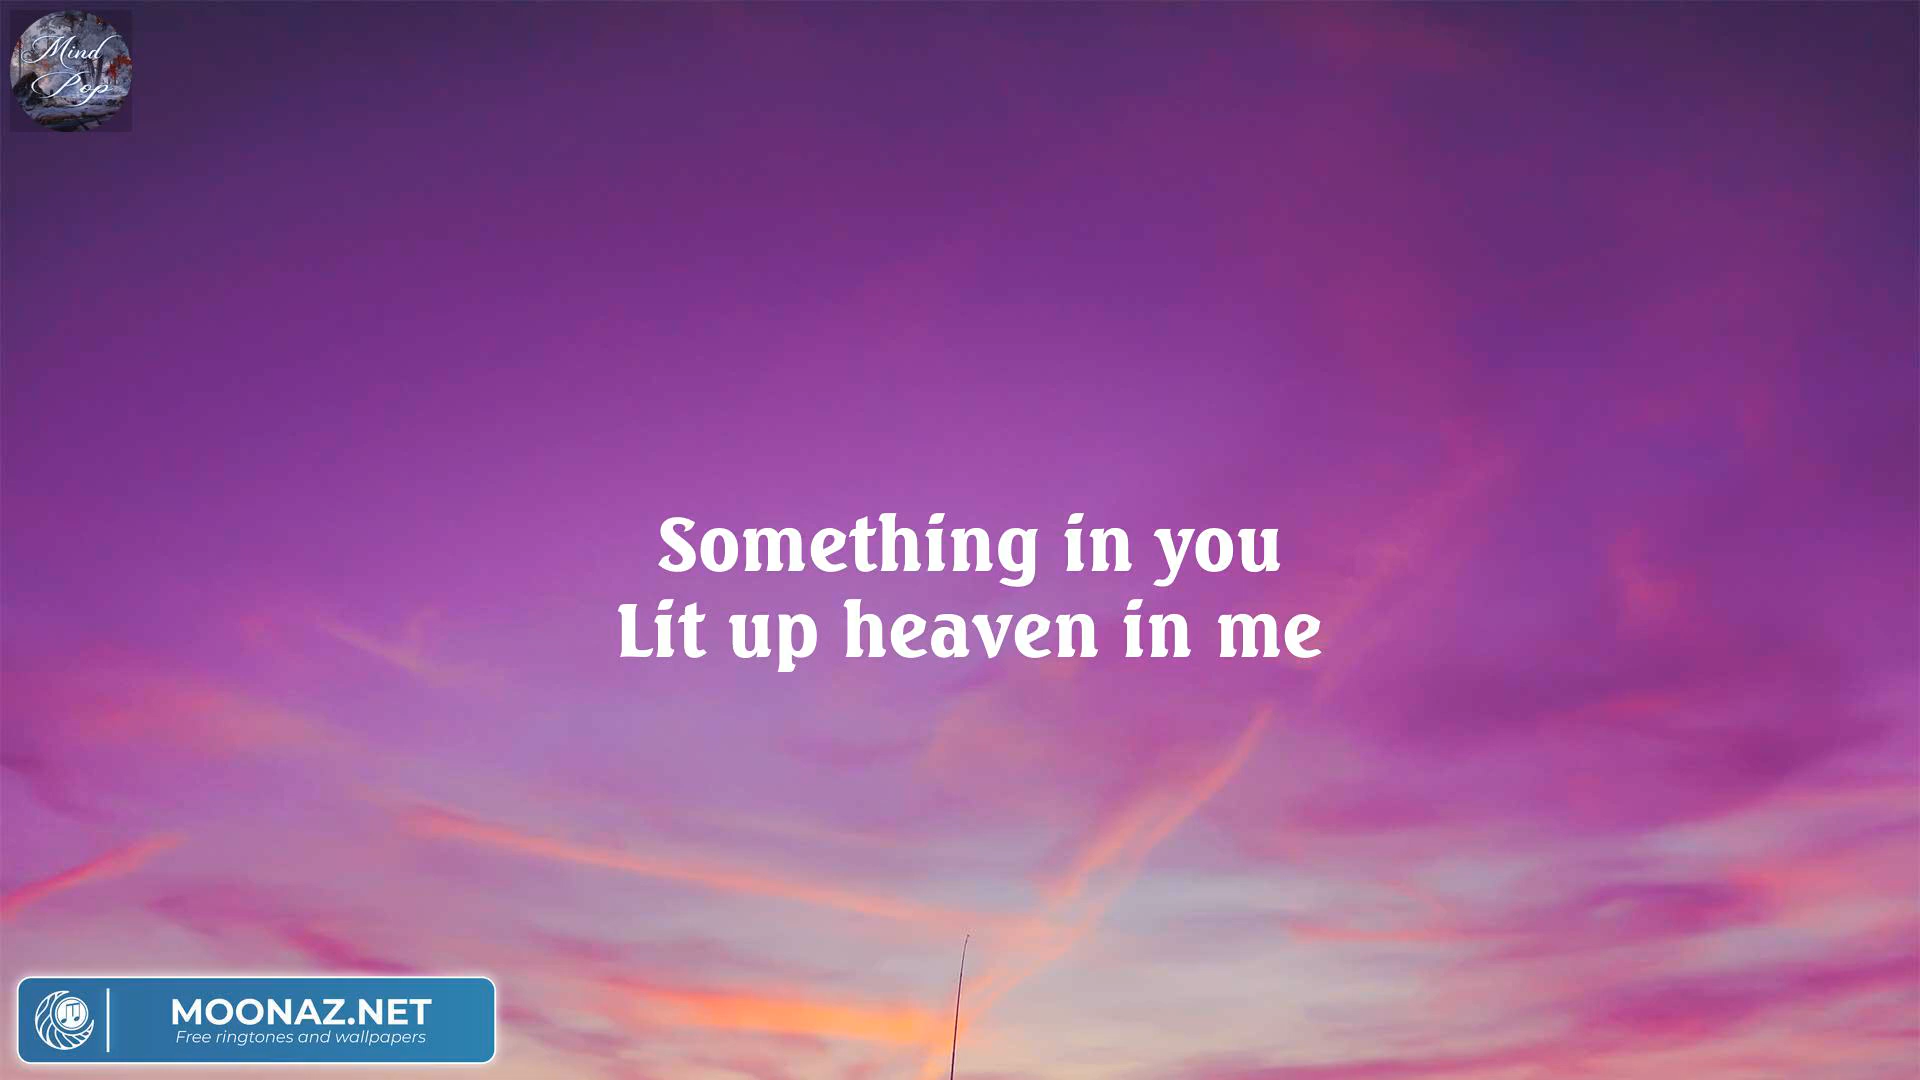 Mind
Pop
Something in you
Lit up heaven in me
MOONAZ.NET
Free ringtones and wallpapers